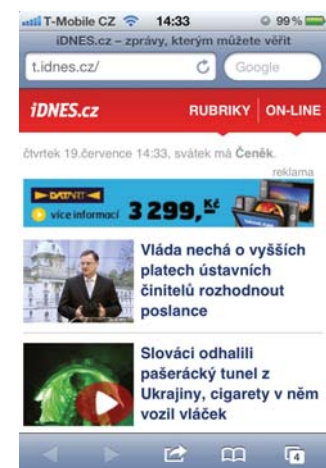 T-Mobile CZ 14:33 99%
iDNES.cz – zprávy, kterým můžete věřit
t.idnes.cz/ Google
iDNES.cz RUBRIKY ON-LINE
čtvrtek 19.července 14:33, svátek má Čeněk.
reklama
DATART
více informací 3 299,- Kč
Vláda nechá o vyšších
platech ústavních
činitelů rozhodnout
poslance
Slováci odhalili
pašerácký tunel z
Ukrajiny, cigarety v něm
vozil vláček
4